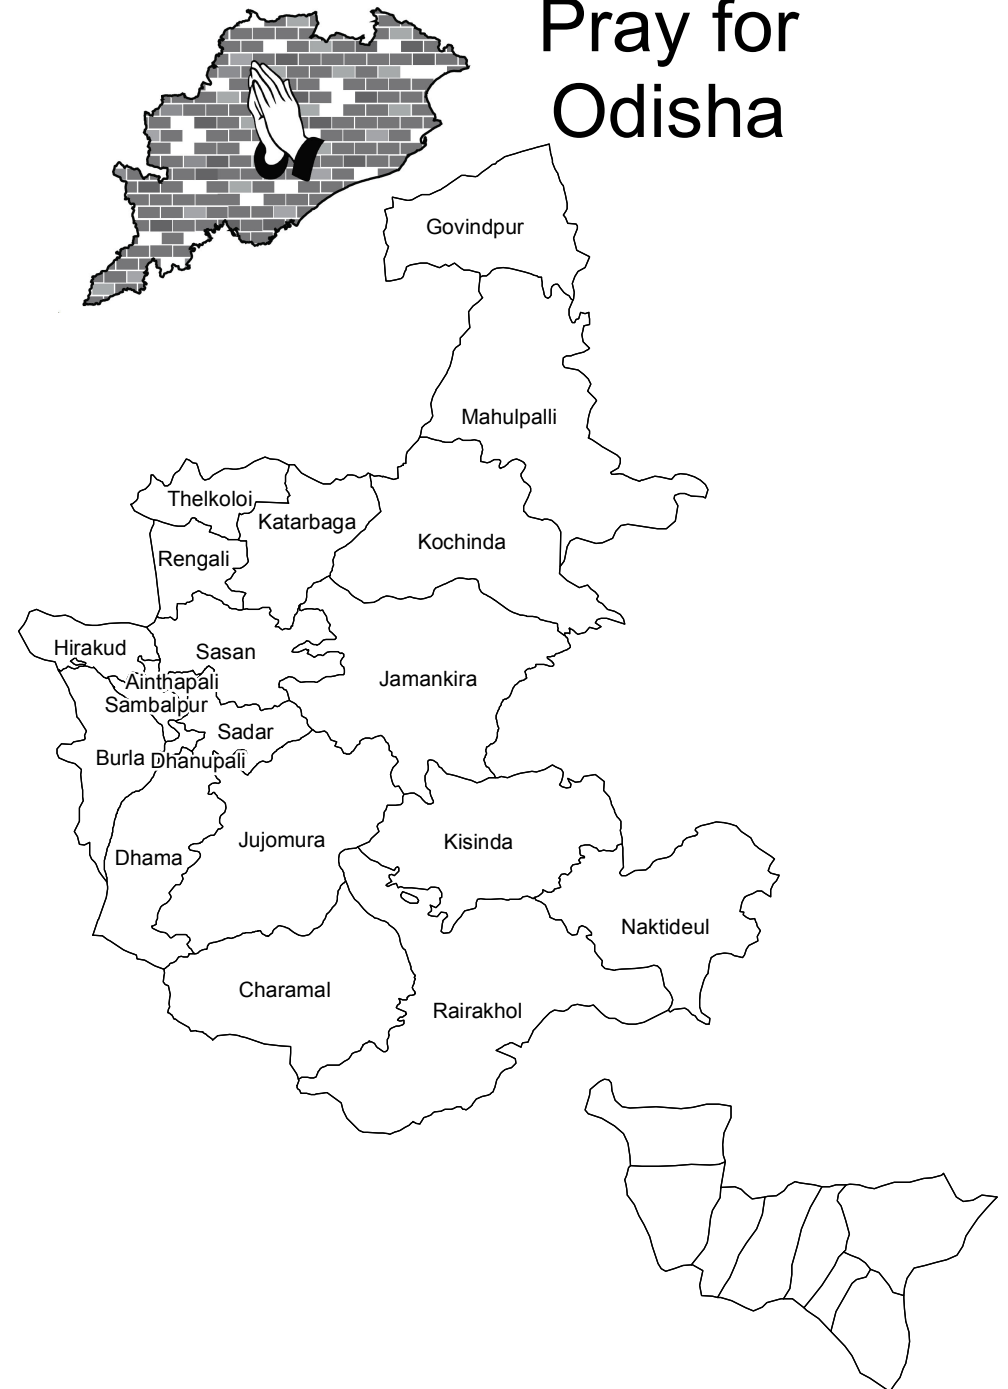 Pray for
Odisha
Govindpur
Mahulpalli
Thelkoloi
Katarbaga
Kochinda
Rengali
Hirakud
Sasan
Jamankira
Ainthapali
Sambalpur
Sadar
Burla
Dhanupali
Jujomura
Kisinda
Dhama
Naktideul
Charamal
Rairakhol